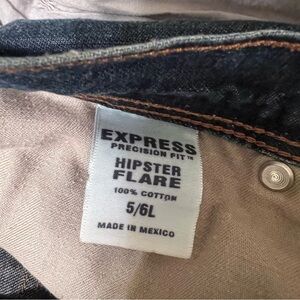 EXPRESS
PRECISION FIT™
HIPSTER
FLARE
100% COTTON
5/6L
MADE IN MEXICO